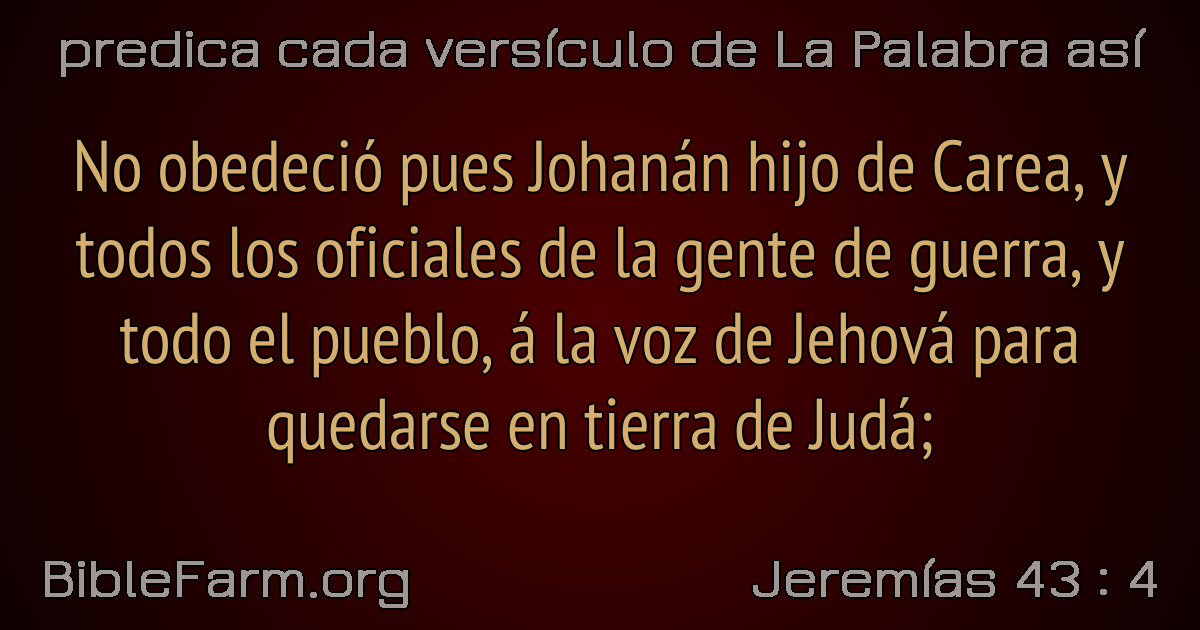 predica cada versículo de La Palabra así
No obedeció pues Johanán hijo de Carea, y
todos los oficiales de la gente de guerra, y
todo el pueblo, á la voz de Jehová para
quedarse en tierra de Judá;
BibleFarm.org
Jeremías 43 : 4